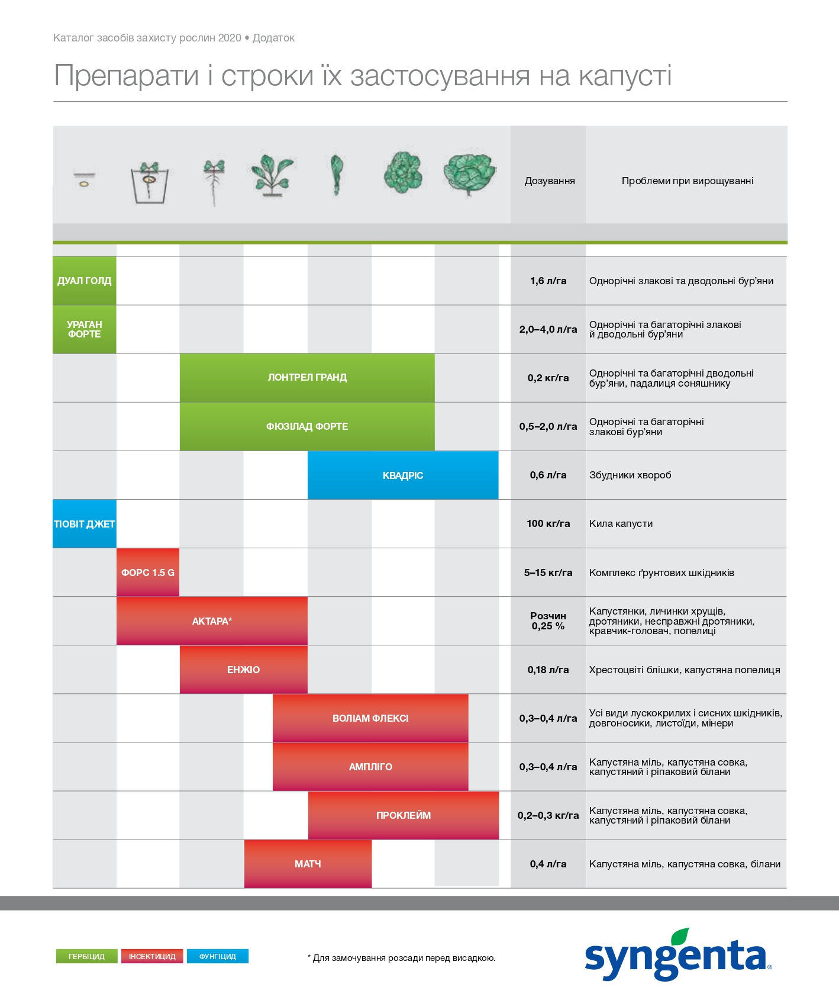 Каталог засобів захисту рослин 2020 • Додаток
Препарати і строки їх застосування на капусті
Дозування
Проблеми при вирощуванні
ДУАЛ ГОЛД
1,6 л/га
Однорічні злакові та дводольні бур’яни
УРАГАН
ФОРТЕ
2,0–4,0 л/га
Однорічні та багаторічні злакові
й дводольні бур’яни
ЛОНТРЕЛ ГРАНД
0,2 кг/га
Однорічні та багаторічні дводольні
бур’яни, падалиця соняшнику
ФЮЗІЛАД ФОРТЕ
0,5–2,0 л/га
Однорічні та багаторічні
злакові бур’яни
КВАДРІС
0,6 л/га
Збудники хвороб
ТІОВІТ ДЖЕТ
100 кг/га
Кила капусти
ФОРС 1.5 G
5–15 кг/га
Комплекс ґрунтових шкідників
АКТАРА*
Розчин
0,25 %
Капустянки, личинки хрущів,
дротяники, несправжні дротяники,
кравчик-головач, попелиці
ЕНЖІО
0,18 л/га
Хрестоцвіті блішки, капустяна попелиця
ВОЛІАМ ФЛЕКСІ
0,3–0,4 л/га
Усі види лускокрилих і сисних шкідників,
довгоносики, листоїди, мінери
АМПЛІГО
0,3–0,4 л/га
Капустяна міль, капустяна совка,
капустяний і ріпаковий білани
ПРОКЛЕЙМ
0,2–0,3 кг/га
Капустяна міль, капустяна совка,
капустяний і ріпаковий білани
МАТЧ
0,4 л/га
Капустяна міль, капустяна совка, білани
ГЕРБІЦИД
ІНСЕКТИЦИД
ФУНГІЦИД
* Для замочування розсади перед висадкою.
syngenta®